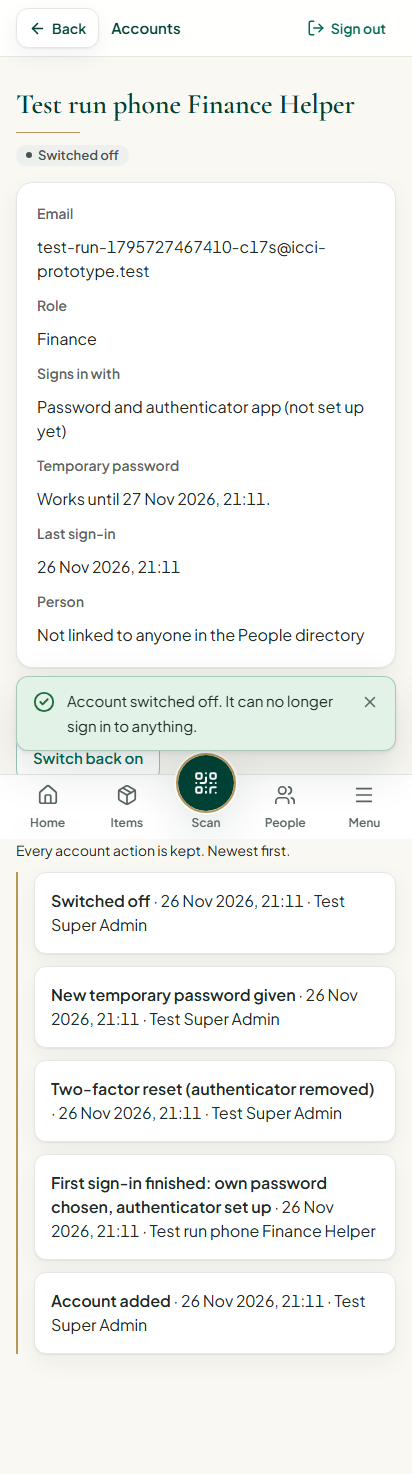 Back
Accounts
Sign out
Test run phone Finance Helper
Switched off
Email
test-run-1795727467410-c17s@icci-
prototype.test
Role
Finance
Signs in with
Password and authenticator app (not set up
yet)
Temporary password
Works until 27 Nov 2026, 21:11.
Last sign-in
26 Nov 2026, 21:11
Person
Not linked to anyone in the People directory
Account switched off. It can no longer
sign in to anything.
Switch back on
Home
Items
Scan
People
Menu
Every account action is kept. Newest first.
Switched off · 26 Nov 2026, 21:11 · Test
Super Admin
New temporary password given · 26 Nov
2026, 21:11 · Test Super Admin
Two-factor reset (authenticator removed)
· 26 Nov 2026, 21:11 · Test Super Admin
First sign-in finished: own password
chosen, authenticator set up · 26 Nov
2026, 21:11 · Test run phone Finance Helper
Account added · 26 Nov 2026, 21:11 · Test
Super Admin